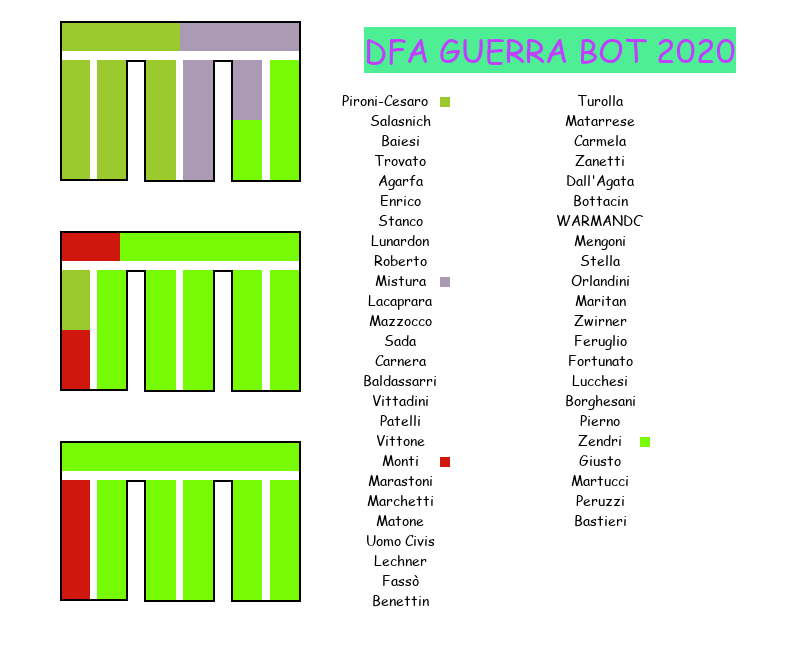 DFA GUERRA BOT 2020
Pironi-Cesaro
Salasnich
Baiesi
Trovato
Agarfa
Enrico
Stanco
Lunardon
Roberto
Mistura
Lacaprara
Mazzocco
Sada
Carnera
Baldassarri
Vittadini
Patelli
Vittone
Monti
Marastoni
Marchetti
Matone
Uomo Civis
Lechner
Fassò
Benettin
Turolla
Matarrese
Carmela
Zanetti
Dall'Agata
Bottacin
WARMANDC
Mengoni
Stella
Orlandini
Maritan
Zwirner
Feruglio
Fortunato
Lucchesi
Borghesani
Pierno
Zendri
Giusto
Martucci
Peruzzi
Bastieri